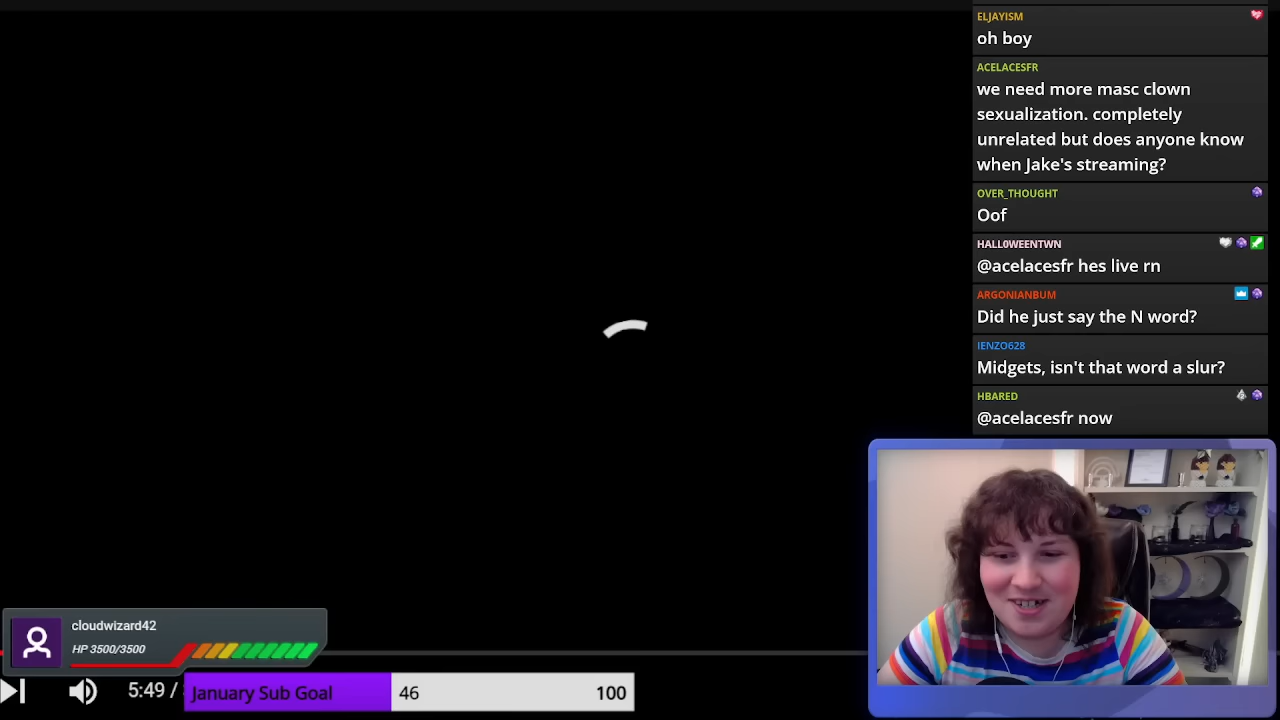 ELJAYISM
oh boy
ACELACESFR
we need more masc clown
sexualization. completely
unrelated but does anyone know
when Jake's streaming?
OVER_THOUGHT
Oof
HALL0WEENTWN
@acelacesfr hes live rn
ARGONIANBUM
Did he just say the N word?
IENZO628
Midgets, isn't that word a slur?
HBARED
@acelacesfr now
cloudwizard42
HP 3500/3500
5:49 /
January Sub Goal 46 100